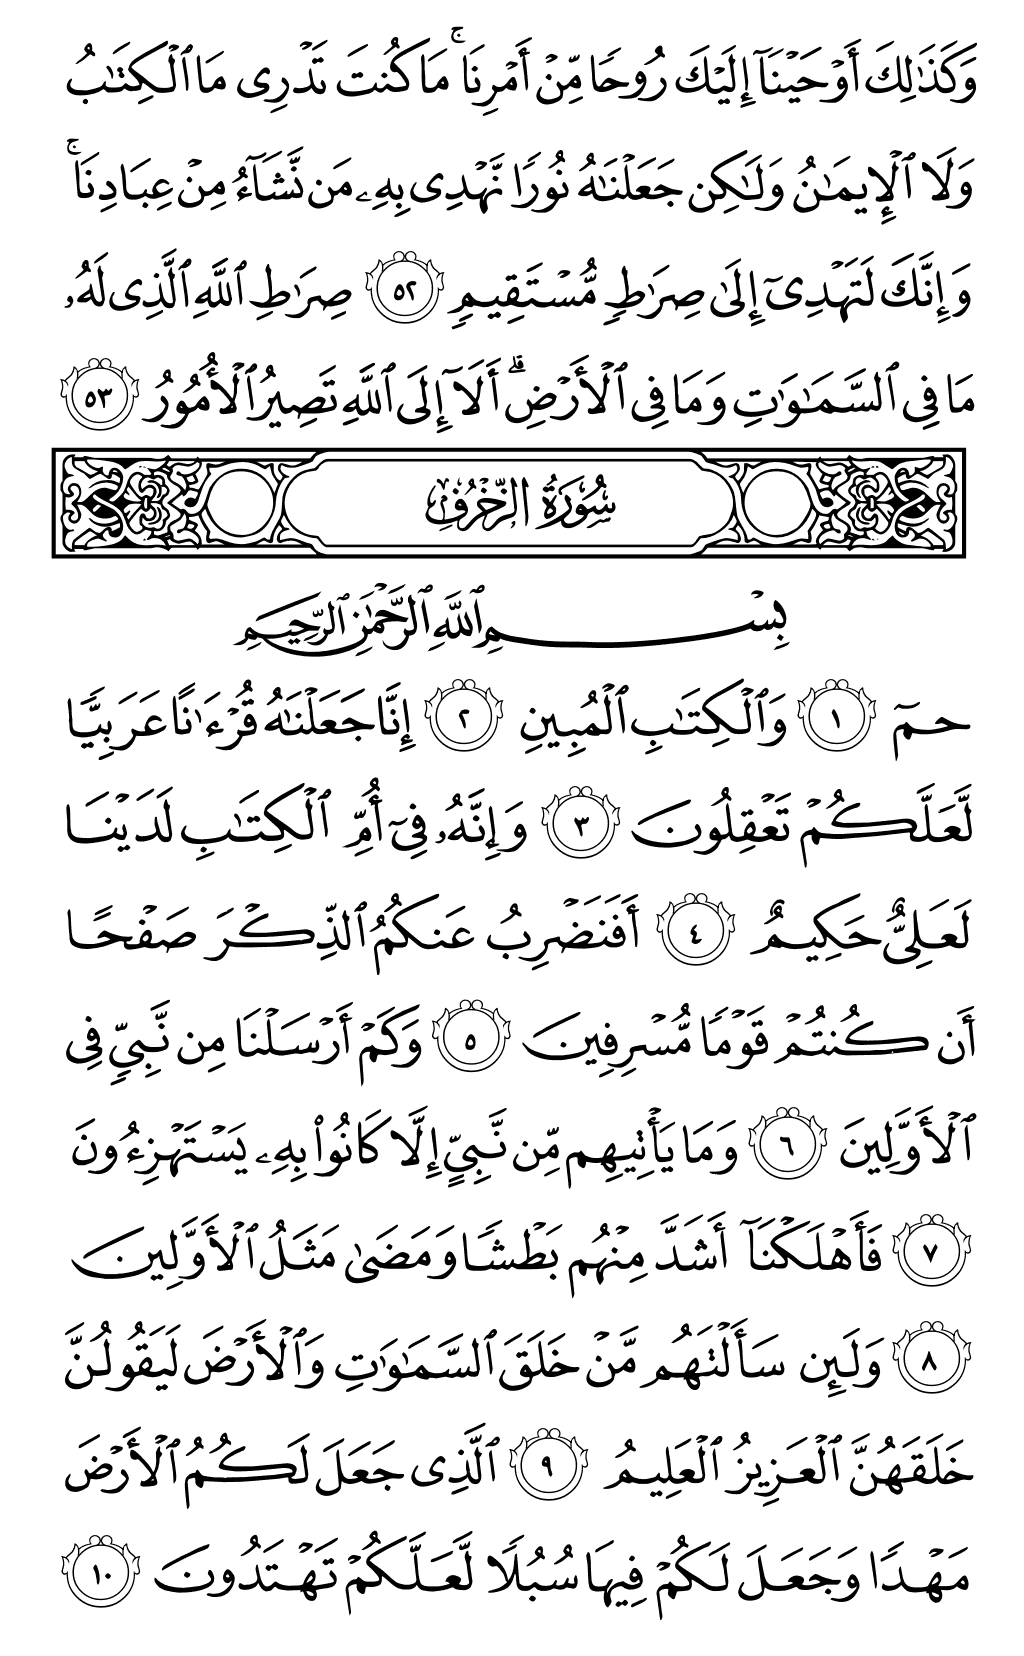 وَكَذَٰلِكَ أَوْحَيْنَآ إِلَيْكَ رُوحًا مِّنْ أَمْرِنَا ۚ مَا كُنتَ تَدْرِى مَا ٱلْكِتَٰبُ
وَلَا ٱلْإِيمَٰنُ وَلَٰكِن جَعَلْنَٰهُ نُورًا نَّهْدِى بِهِۦ مَن نَّشَآءُ مِنْ عِبَادِنَا ۚ
وَإِنَّكَ لَتَهْدِىٓ إِلَىٰ صِرَٰطٍ مُّسْتَقِيمٍ ٥٢ صِرَٰطِ ٱللَّهِ ٱلَّذِى لَهُۥ
مَا فِى ٱلسَّمَٰوَٰتِ وَمَا فِى ٱلْأَرْضِ ۗ أَلَآ إِلَى ٱللَّهِ تَصِيرُ ٱلْأُمُورُ ٥٣
سُورَةُ الزُّخْرُفِ
بِسْمِ ٱللَّهِ ٱلرَّحْمَٰنِ ٱلرَّحِيمِ
حمٓ ١ وَٱلْكِتَٰبِ ٱلْمُبِينِ ٢ إِنَّا جَعَلْنَٰهُ قُرْءَٰنًا عَرَبِيًّا
لَّعَلَّكُمْ تَعْقِلُونَ ٣ وَإِنَّهُۥ فِىٓ أُمِّ ٱلْكِتَٰبِ لَدَيْنَا
لَعَلِىٌّ حَكِيمٌ ٤ أَفَنَضْرِبُ عَنكُمُ ٱلذِّكْرَ صَفْحًا
أَن كُنتُمْ قَوْمًا مُّسْرِفِينَ ٥ وَكَمْ أَرْسَلْنَا مِن نَّبِىٍّ فِى
ٱلْأَوَّلِينَ ٦ وَمَا يَأْتِيهِم مِّن نَّبِىٍّ إِلَّا كَانُوا۟ بِهِۦ يَسْتَهْزِءُونَ
٧ فَأَهْلَكْنَآ أَشَدَّ مِنْهُم بَطْشًا وَمَضَىٰ مَثَلُ ٱلْأَوَّلِينَ
٨ وَلَئِن سَأَلْتَهُم مَّنْ خَلَقَ ٱلسَّمَٰوَٰتِ وَٱلْأَرْضَ لَيَقُولُنَّ
خَلَقَهُنَّ ٱلْعَزِيزُ ٱلْعَلِيمُ ٩ ٱلَّذِى جَعَلَ لَكُمُ ٱلْأَرْضَ
مَهْدًا وَجَعَلَ لَكُمْ فِيهَا سُبُلًا لَّعَلَّكُمْ تَهْتَدُونَ ١٠